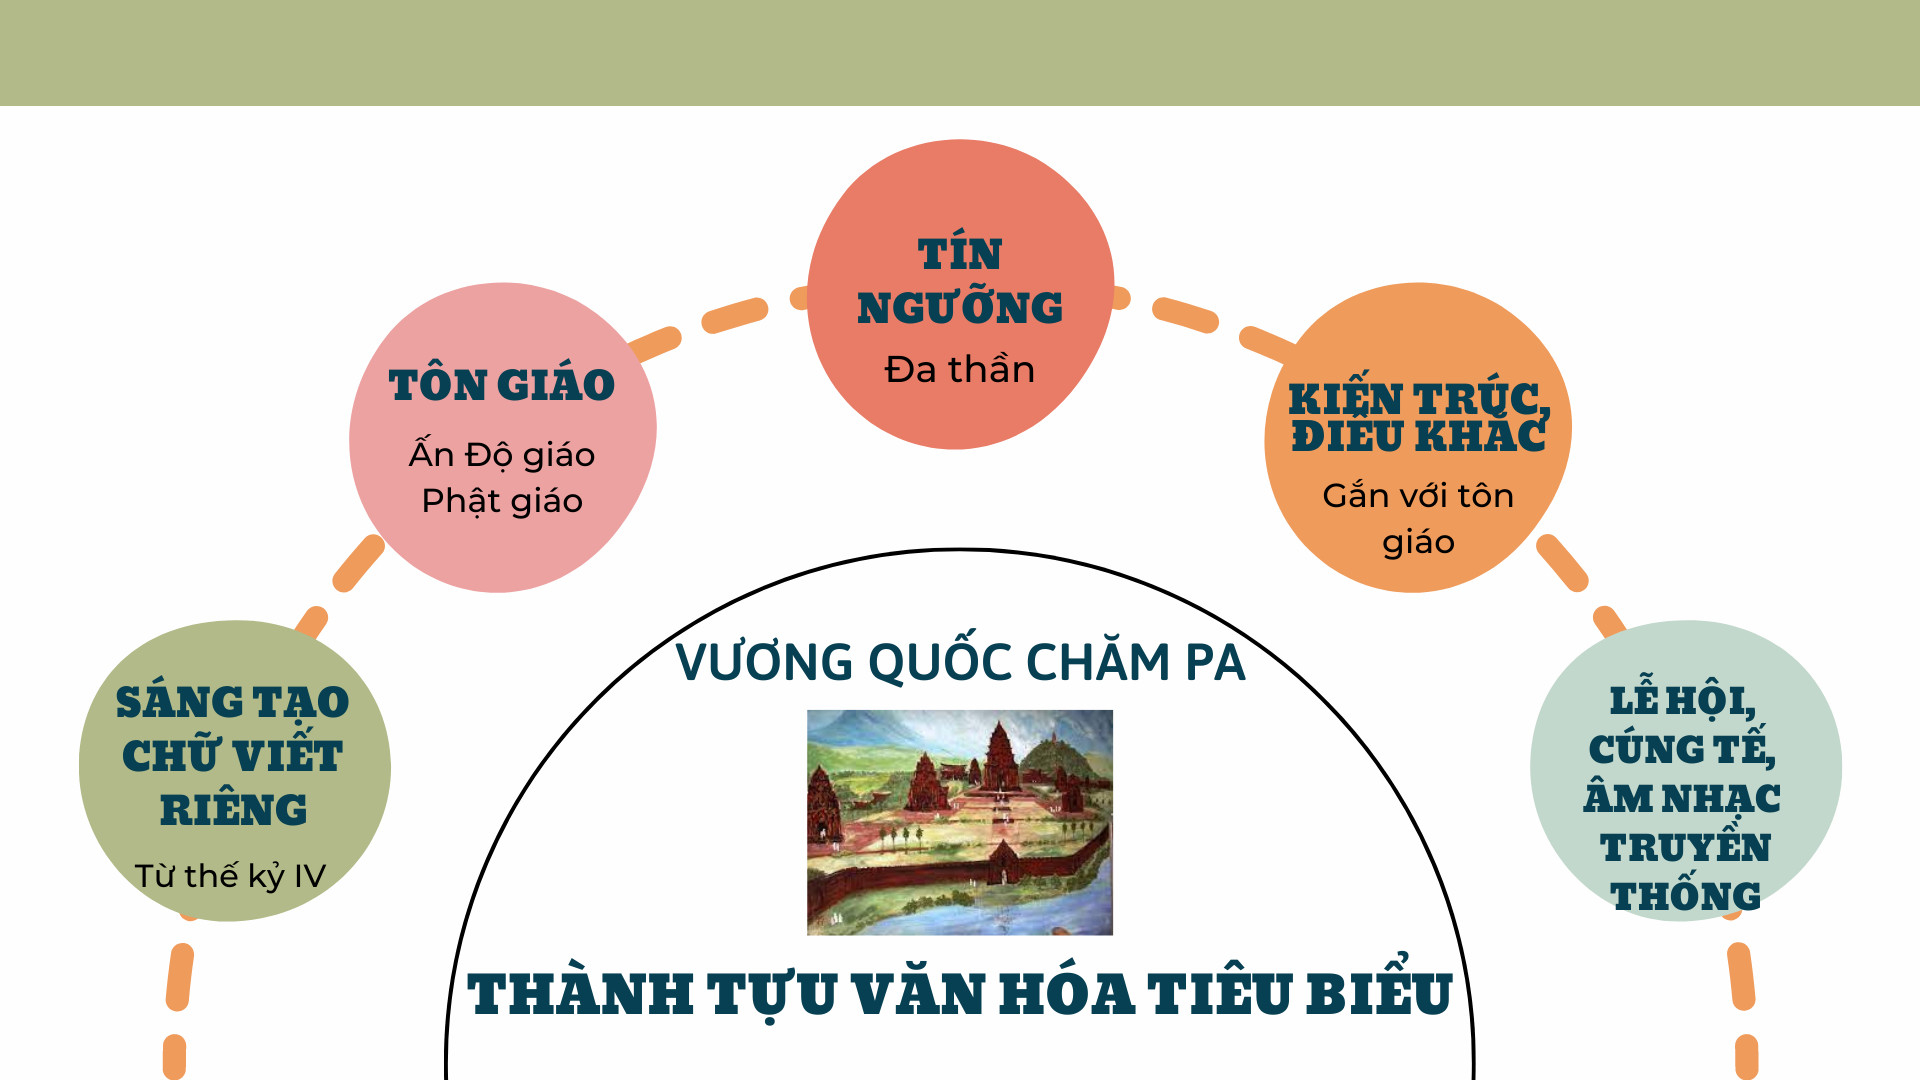 TÍN
NGƯỠNG
Đa thần
TÔN GIÁO
Ấn Độ giáo
Phật giáo
KIẾN TRÚC,
ĐIÊU KHẮC
Gắn với tôn
giáo
SÁNG TẠO
CHỮ VIẾT
RIÊNG
Từ thế kỷ IV
LỄ HỘI,
CÚNG TẾ,
ÂM NHẠC
TRUYỀN
THỐNG
VƯƠNG QUỐC CHĂM PA
THÀNH TỰU VĂN HÓA TIÊU BIỂU